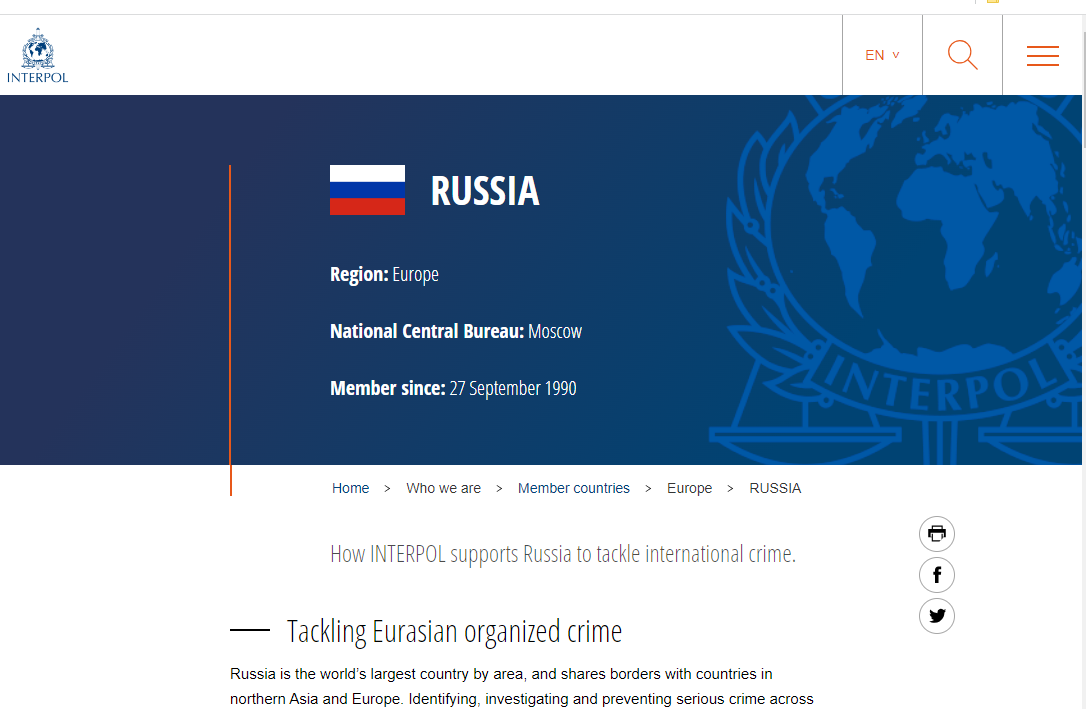 INTERPOL
EN
RUSSIA
Region: Europe
National Central Bureau: Moscow
Member since: 27 September 1990
INTERPOL
Home > Who we are > Member countries > Europe > RUSSIA
How INTERPOL supports Russia to tackle international crime.
Tackling Eurasian organized crime
Russia is the world’s largest country by area, and shares borders with countries in
northern Asia and Europe. Identifying, investigating and preventing serious crime across